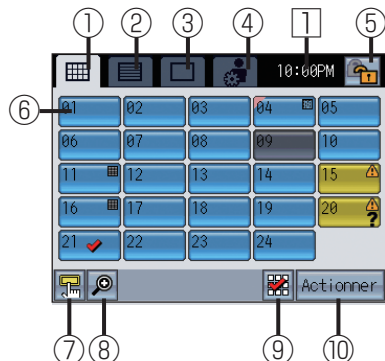 ① ② ③ ④ 1 ⑤
10:00PM
⑥ 01 02 03 04 05
06 07 08 09 10
11 12 13 14 15
16 17 18 19 20 ?
21 22 23 24
Actionner
⑦ ⑧ ⑨ ⑩